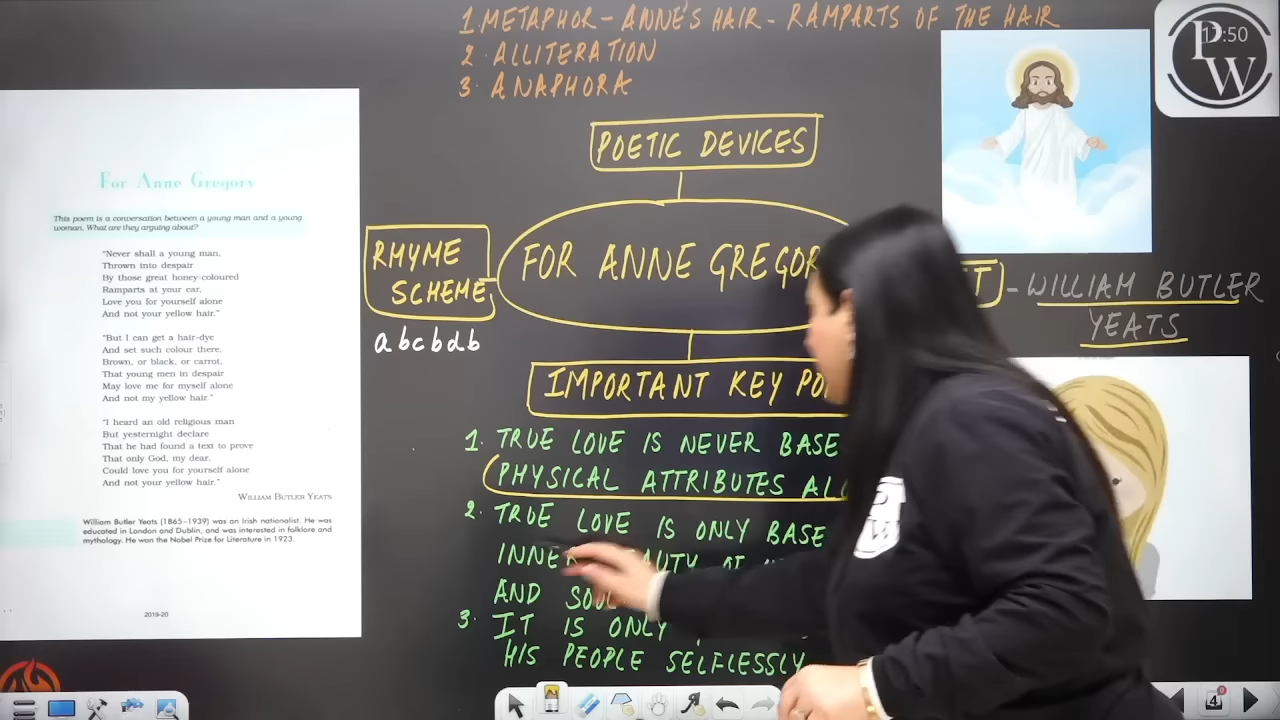 1. METAPHOR - ANNE'S HAIR - RAMPARTS OF THE HAIR
2. ALLITERATION
3. ANAPHORA
PW
:50
POETIC DEVICES
For Anne Gregory
This poem is a conversation between a young man and a young
woman. What are they arguing about?
"Never shall a young man,
Thrown into despair
By those great honey-coloured
Ramparts at your ear,
Love you for yourself alone
And not your yellow hair."
"But I can get a hair-dye
And set such colour there,
Brown, or black, or carrot,
That young men in despair
May love me for myself alone
And not my yellow hair."
"I heard an old religious man
But yesternight declare
That he had found a text to prove
That only God, my dear,
Could love you for yourself alone
And not your yellow hair."
WILLIAM BUTLER YEATS
William Butler Yeats (1865–1939) was an Irish nationalist. He was
educated in London and Dublin, and was interested in folklore and
mythology. He won the Nobel Prize for Literature in 1923.
2019-20
RHYME
SCHEME
abcbdb
FOR ANNE GREGOR
T - WILLIAM BUTLER
YEATS
IMPORTANT KEY PO
1. TRUE LOVE IS NEVER BASE
PHYSICAL ATTRIBUTES AL
2. TRUE LOVE IS ONLY BASE
INNE
AND SOU
3. IT IS ONLY
HIS PEOPLE SELFLESSLY
4